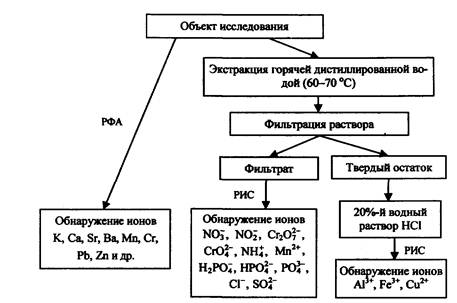 Объект исследования
Экстракция горячей дистиллированной во-
дой (60–70 °C)
РФА
Фильтрация раствора
Фильтрат
Твердый остаток
РИС
Обнаружение ионов
K, Ca, Sr, Ba, Mn, Cr,
Pb, Zn и др.
Обнаружение ионов
NO₃⁻, NO₂⁻, Cr₂O₇²⁻,
CrO₄²⁻, NH₄⁺, Mn²⁺,
H₂PO₄⁻, HPO₄²⁻, PO₄³⁻,
Cl⁻, SO₄²⁻
20%-й водный
раствор HCl
РИС
Обнаружение ионов
Al³⁺, Fe³⁺, Cu²⁺